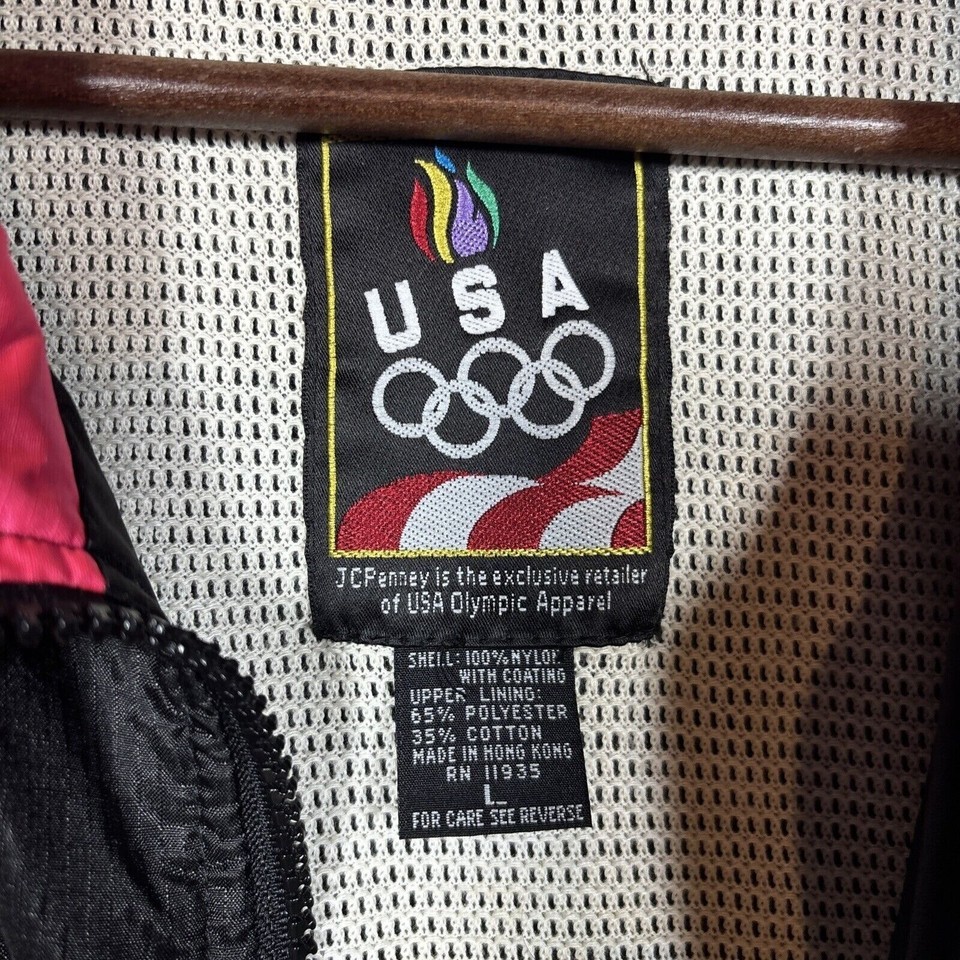 USA
JCPenney is the exclusive retailer
of USA Olympic Apparel
SHELL: 100% NYLON
WITH COATING
UPPER LINING:
65% POLYESTER
35% COTTON
MADE IN HONG KONG
RN 11935
L
FOR CARE SEE REVERSE